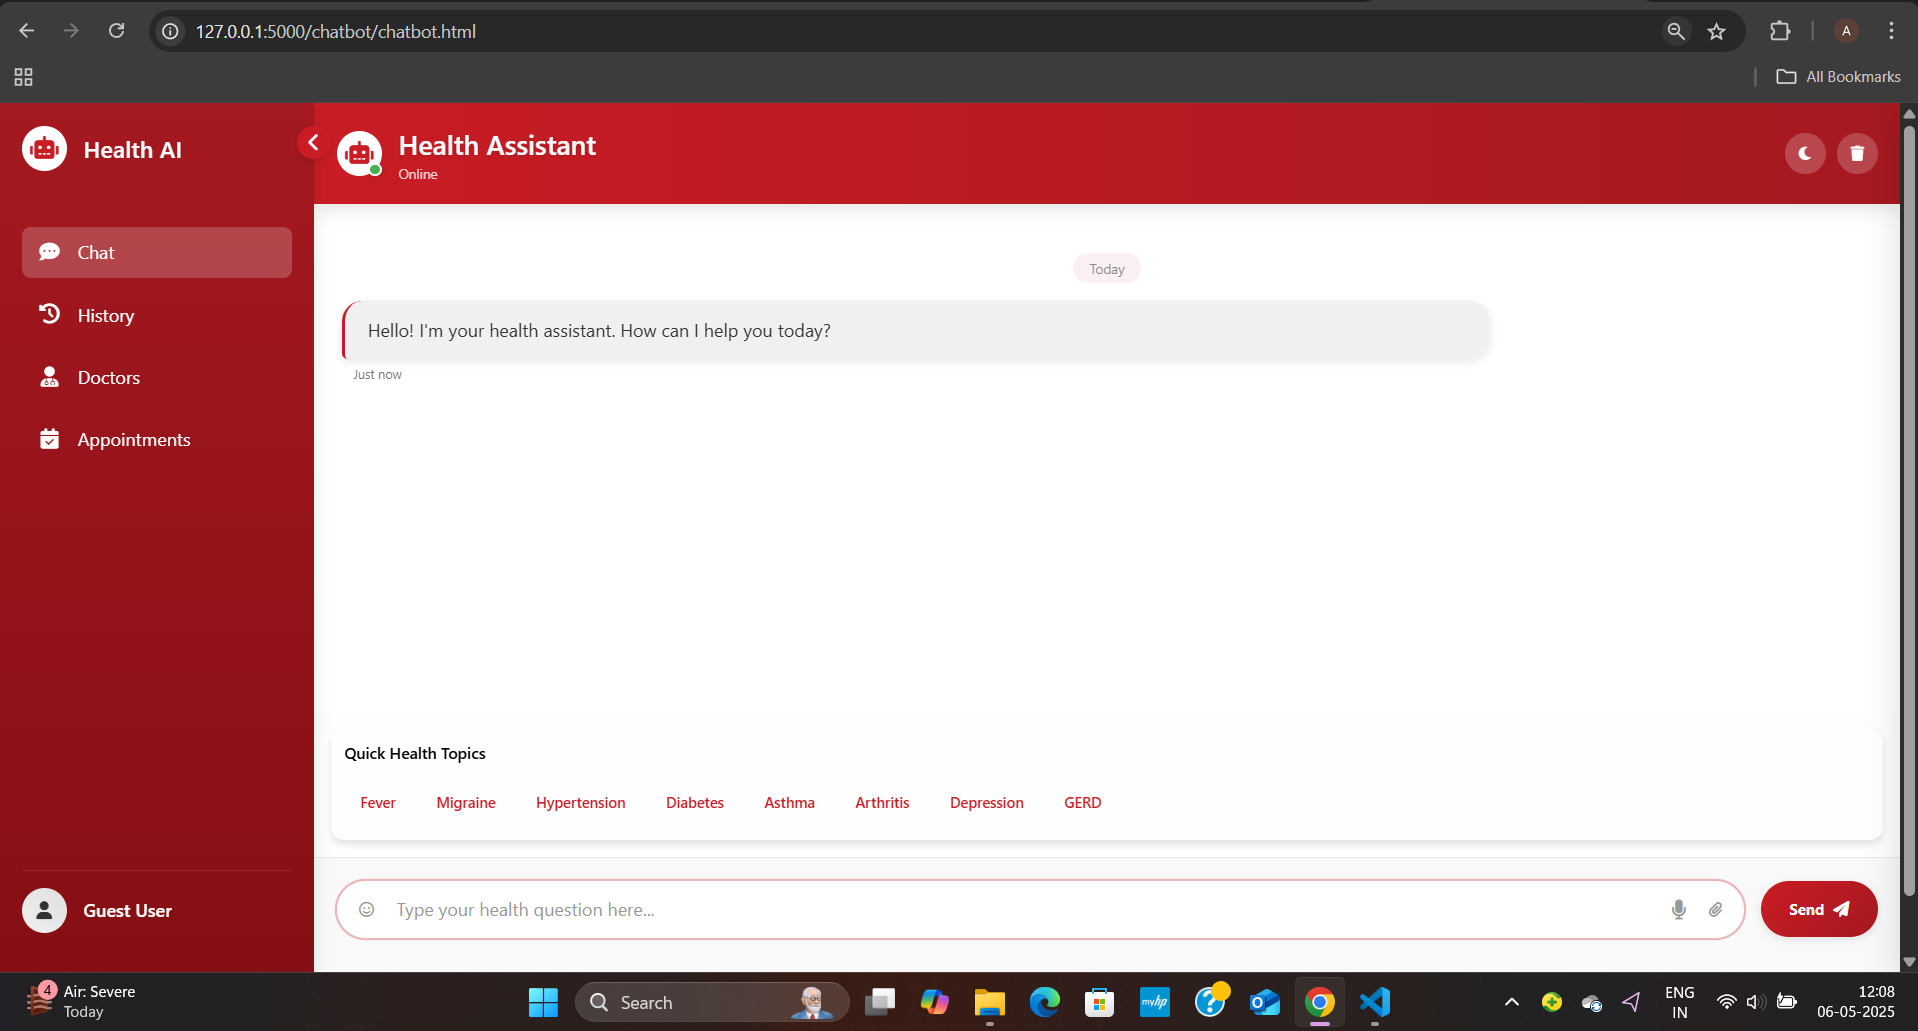 127.0.0.1:5000/chatbot/chatbot.html
A
All Bookmarks
Health AI
Health Assistant
Online
Chat
History
Doctors
Appointments
Today
Hello! I'm your health assistant. How can I help you today?
Just now
Quick Health Topics
Fever Migraine Hypertension Diabetes Asthma Arthritis Depression GERD
Guest User
Type your health question here...
Send
4
Air: Severe
Today
Search
myhp
ENG
IN
12:08
06-05-2025